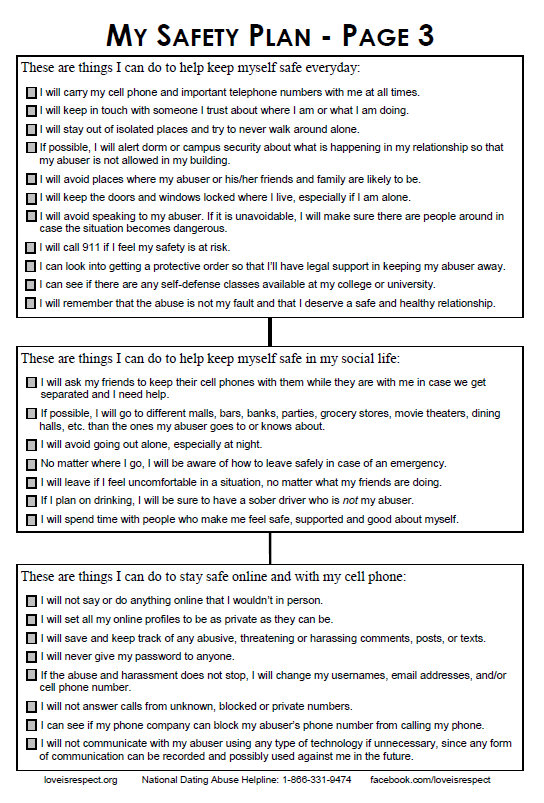 MY SAFETY PLAN - PAGE 3
These are things I can do to help keep myself safe everyday:
I will carry my cell phone and important telephone numbers with me at all times.
I will keep in touch with someone I trust about where I am or what I am doing.
I will stay out of isolated places and try to never walk around alone.
If possible, I will alert dorm or campus security about what is happening in my relationship so that
my abuser is not allowed in my building.
I will avoid places where my abuser or his/her friends and family are likely to be.
I will keep the doors and windows locked where I live, especially if I am alone.
I will avoid speaking to my abuser. If it is unavoidable, I will make sure there are people around in
case the situation becomes dangerous.
I will call 911 if I feel my safety is at risk.
I can look into getting a protective order so that I'll have legal support in keeping my abuser away.
I can see if there are any self-defense classes available at my college or university.
I will remember that the abuse is not my fault and that I deserve a safe and healthy relationship.
These are things I can do to help keep myself safe in my social life:
I will ask my friends to keep their cell phones with them while they are with me in case we get
separated and I need help.
If possible, I will go to different malls, bars, banks, parties, grocery stores, movie theaters, dining
halls, etc. than the ones my abuser goes to or knows about.
I will avoid going out alone, especially at night.
No matter where I go, I will be aware of how to leave safely in case of an emergency.
I will leave if I feel uncomfortable in a situation, no matter what my friends are doing.
If I plan on drinking, I will be sure to have a sober driver who is not my abuser.
I will spend time with people who make me feel safe, supported and good about myself.
These are things I can do to stay safe online and with my cell phone:
I will not say or do anything online that I wouldn't in person.
I will set all my online profiles to be as private as they can be.
I will save and keep track of any abusive, threatening or harassing comments, posts, or texts.
I will never give my password to anyone.
If the abuse and harassment does not stop, I will change my usernames, email addresses, and/or
cell phone number.
I will not answer calls from unknown, blocked or private numbers.
I can see if my phone company can block my abuser's phone number from calling my phone.
I will not communicate with my abuser using any type of technology if unnecessary, since any form
of communication can be recorded and possibly used against me in the future.
loveisrespect.org National Dating Abuse Helpline: 1-866-331-9474 facebook.com/loveisrespect